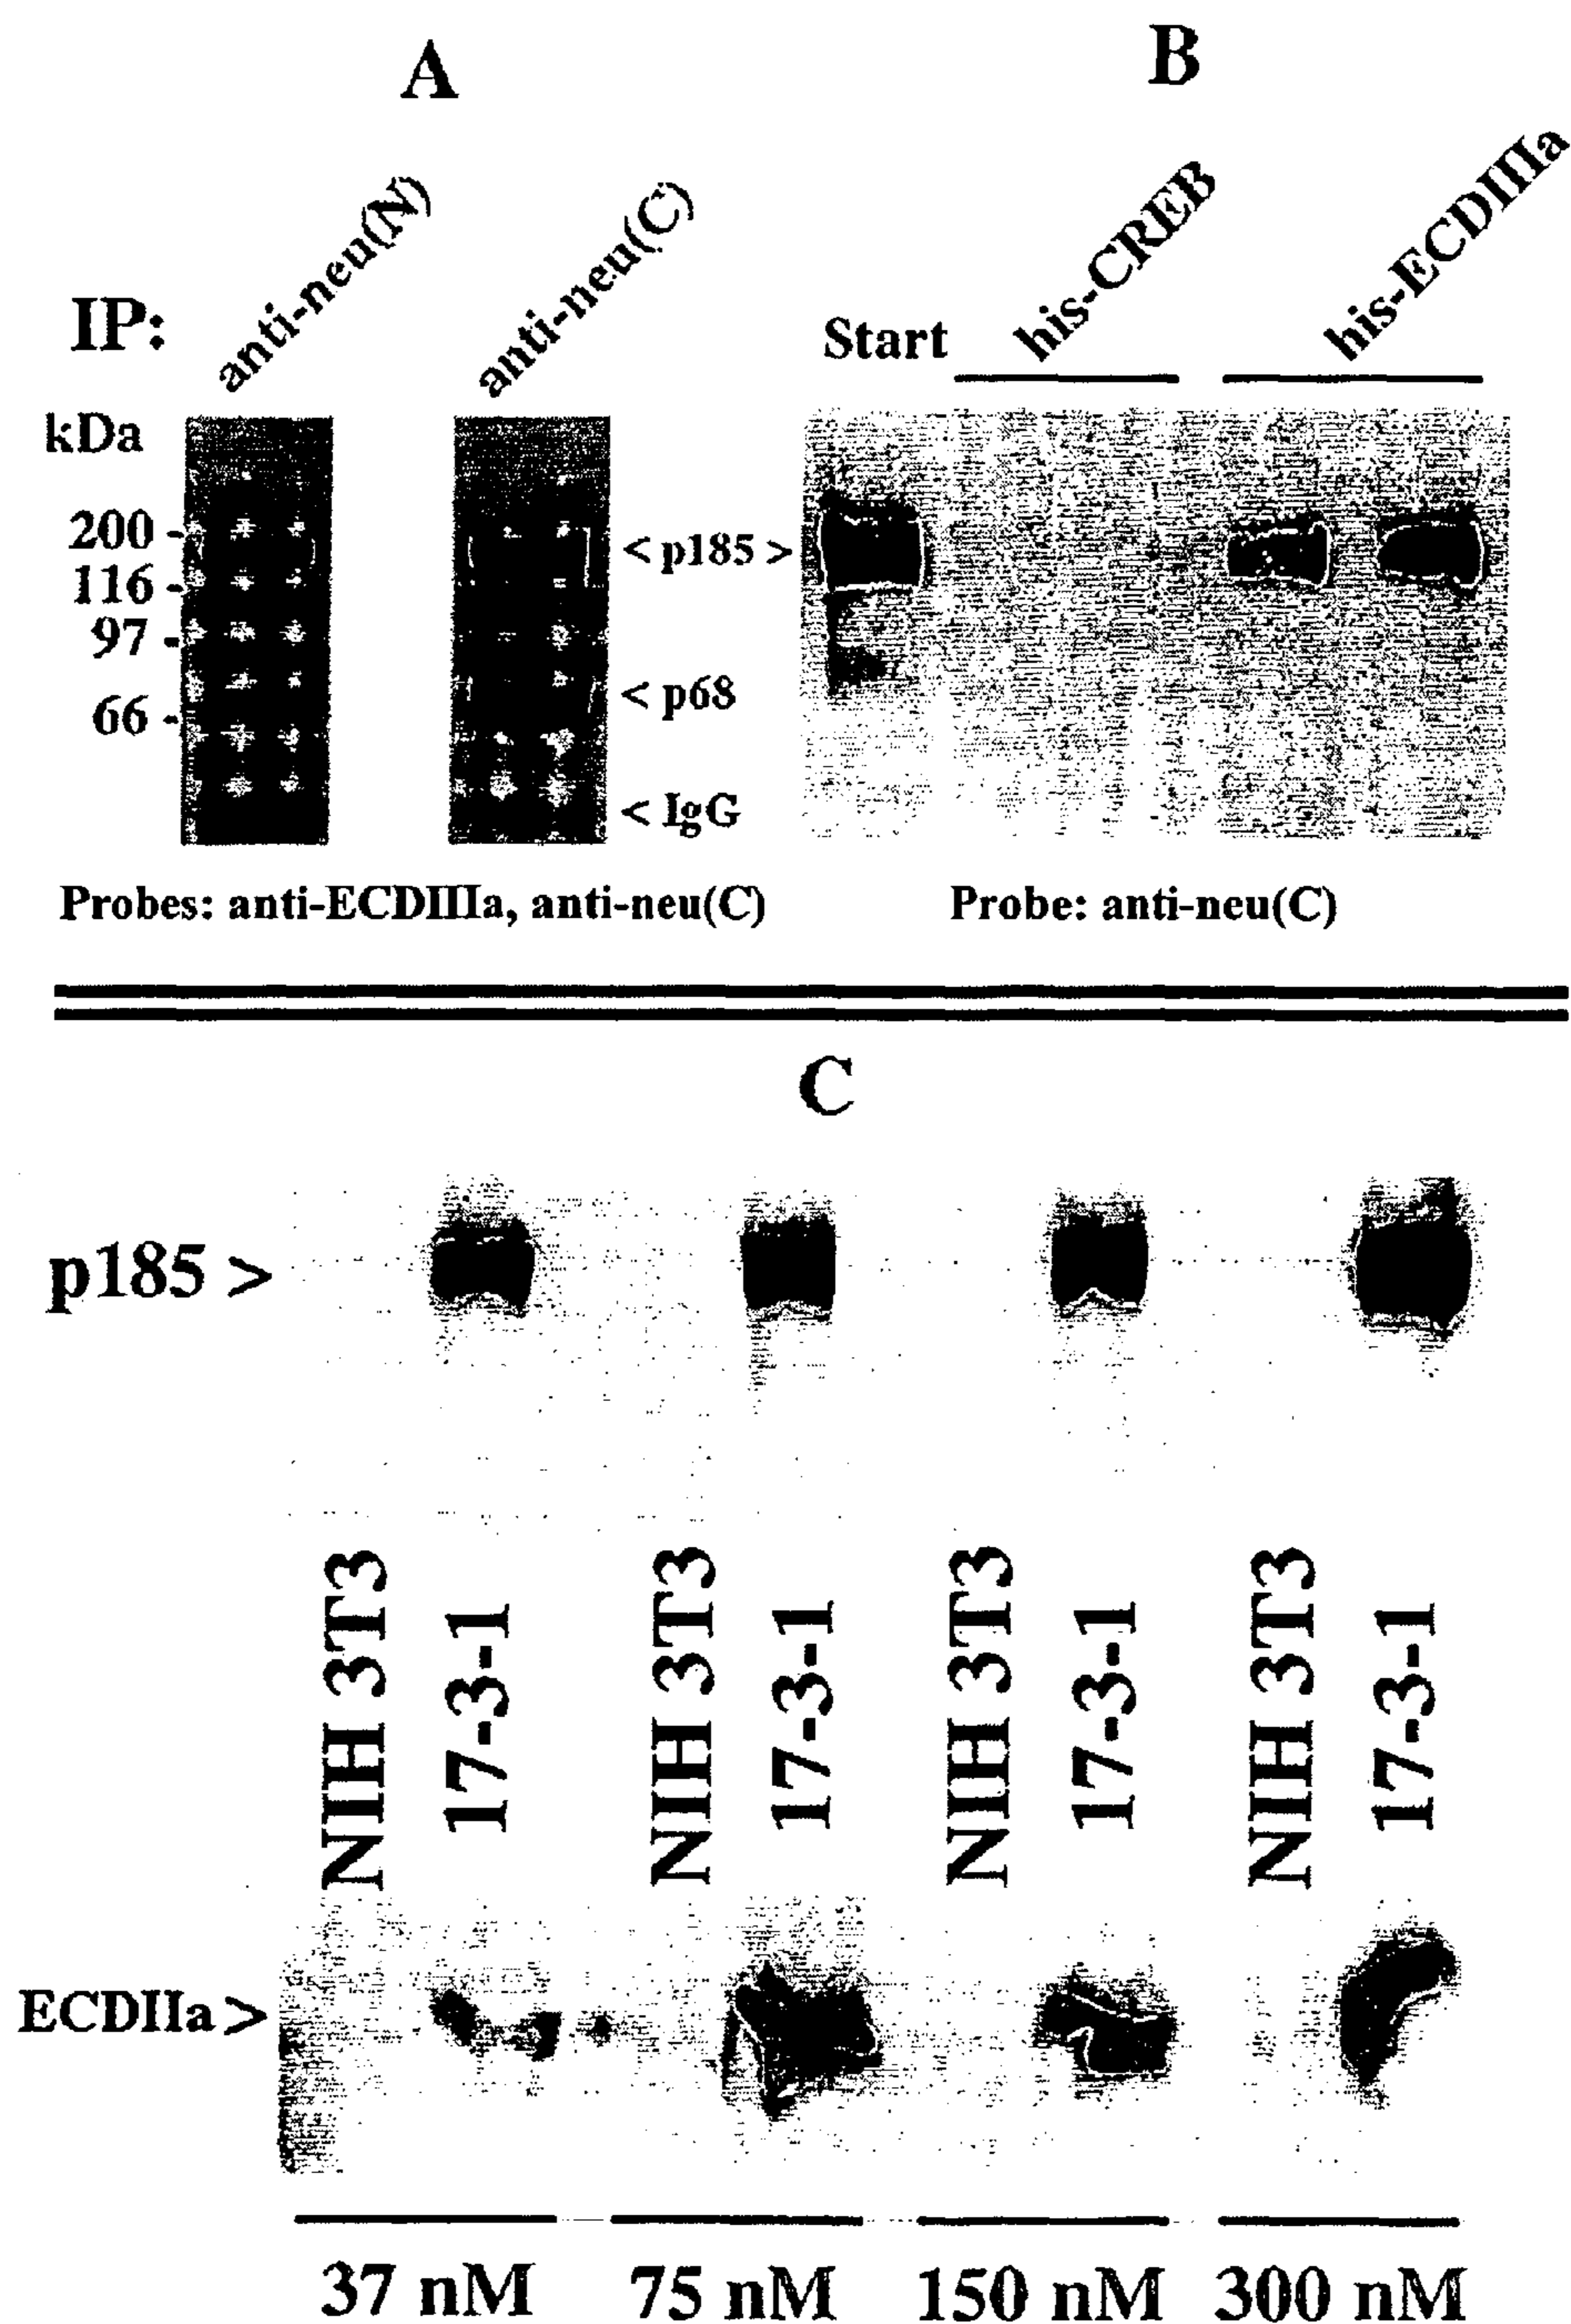 A
B
IP:
anti-neu(N)
anti-neu(C)
Start
his-CREB
his-ECDIIIa
kDa
200 -
116 -
97 -
66 -
< p185 >
< p68
< IgG
Probes: anti-ECDIIIa, anti-neu(C)
Probe: anti-neu(C)
C
p185 >
NIH 3T3
17-3-1
NIH 3T3
17-3-1
NIH 3T3
17-3-1
NIH 3T3
17-3-1
ECDIIa >
37 nM
75 nM
150 nM
300 nM